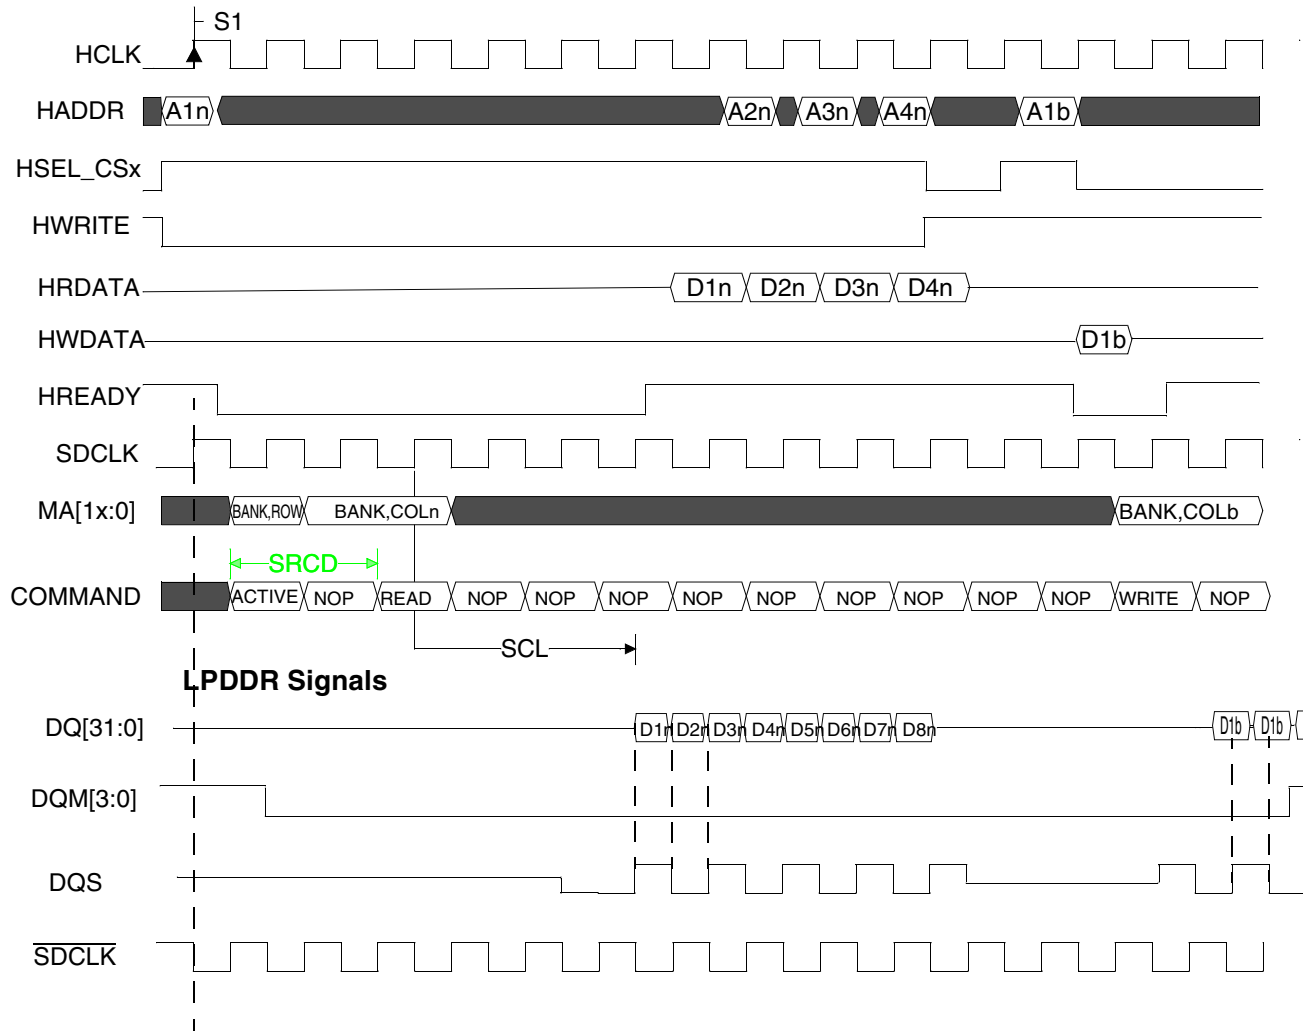 S1
HCLK
HADDR A1n A2n A3n A4n A1b
HSEL_CSx
HWRITE
HRDATA D1n D2n D3n D4n
HWDATA D1b
HREADY
SDCLK
MA[1x:0] BANK,ROW BANK,COLn BANK,COLb
SRCD
COMMAND ACTIVE NOP READ NOP NOP NOP NOP NOP NOP NOP NOP NOP WRITE NOP
SCL
LPDDR Signals
DQ[31:0] D1n D2n D3n D4n D5n D6n D7n D8n D1b D1b
DQM[3:0]
DQS
SDCLK